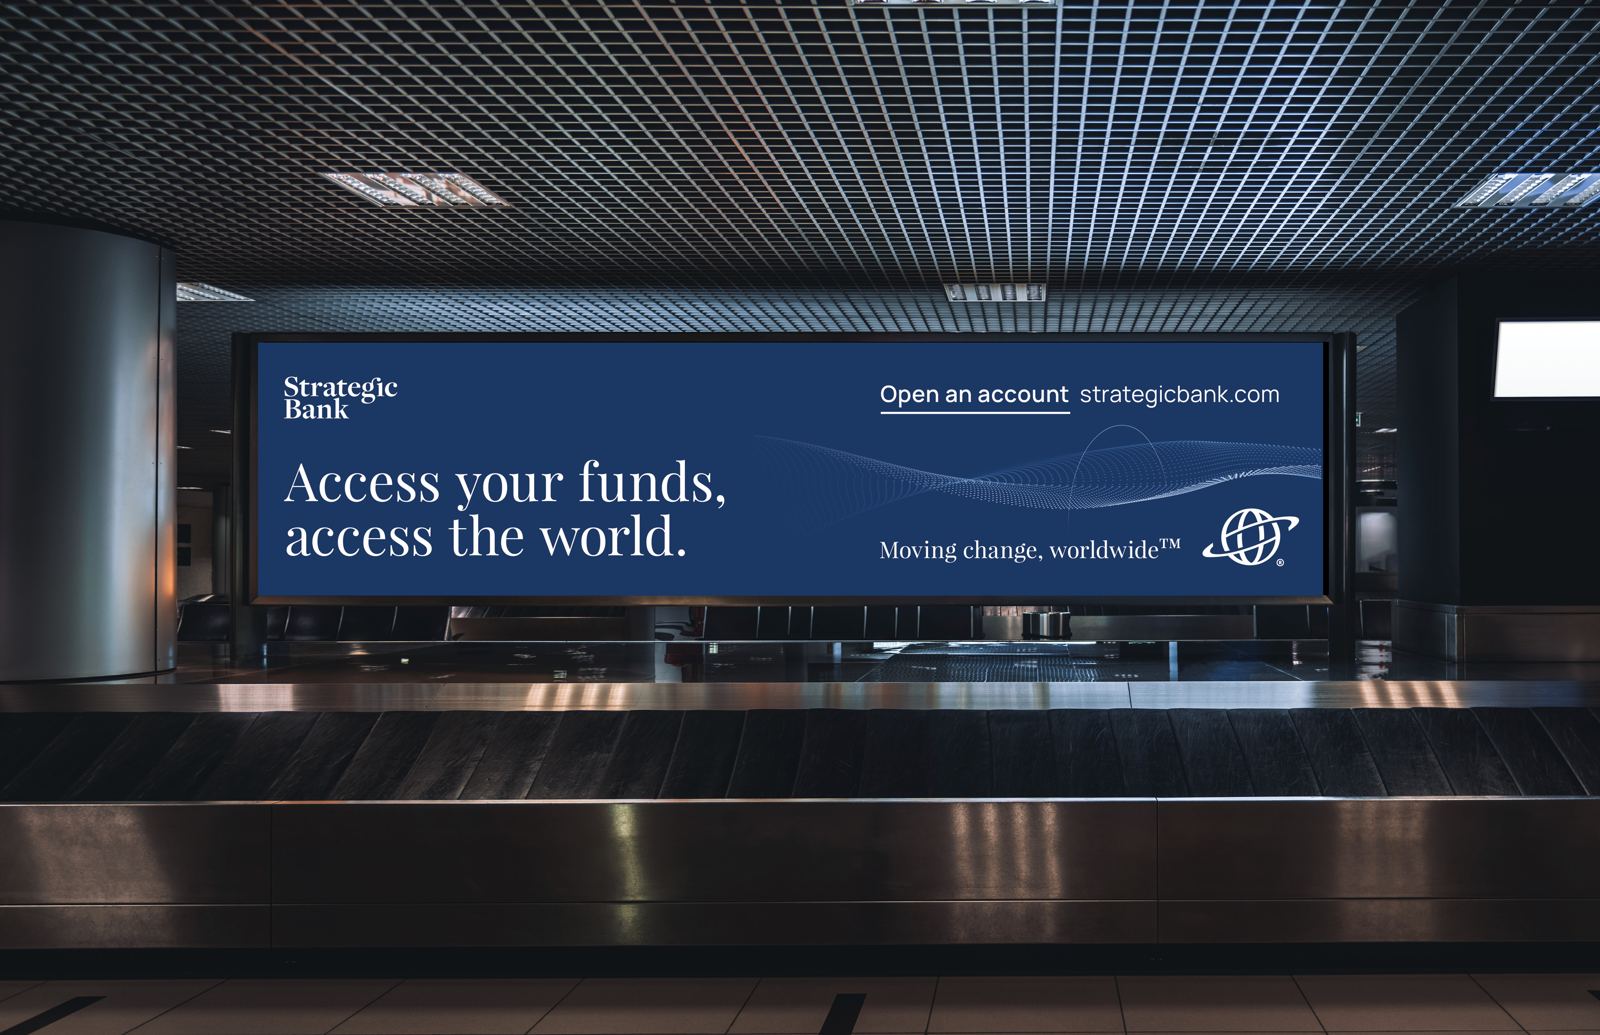 Strategic
Bank
Open an account strategicbank.com
Access your funds,
access the world.
Moving change, worldwide™
®